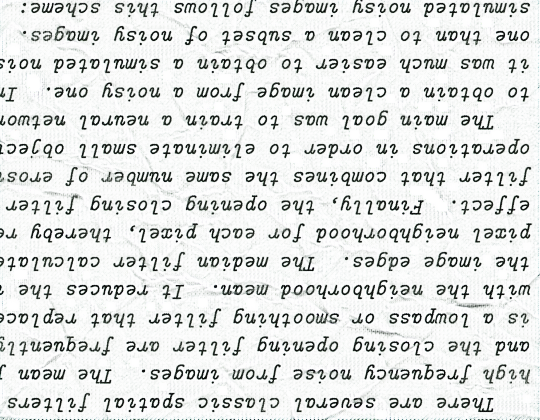 There are several classic spatial filters
high frequency noise from images. The mean
and the closing opening filter are frequently
is a lowpass or smoothing filter that replace
with the neighborhood mean. It reduces the
the image edges. The median filter calculate
pixel neighborhood for each pixel, thereby re
effect. Finally, the opening closing filter
filter that combines the same number of erosi
operations in order to eliminate small objec
The main goal was to train a neural networ
to obtain a clean image from a noisy one. In
it was much easier to obtain a simulated nois
one than to clean a subset of noisy images.
simulated noisy images follows this scheme: